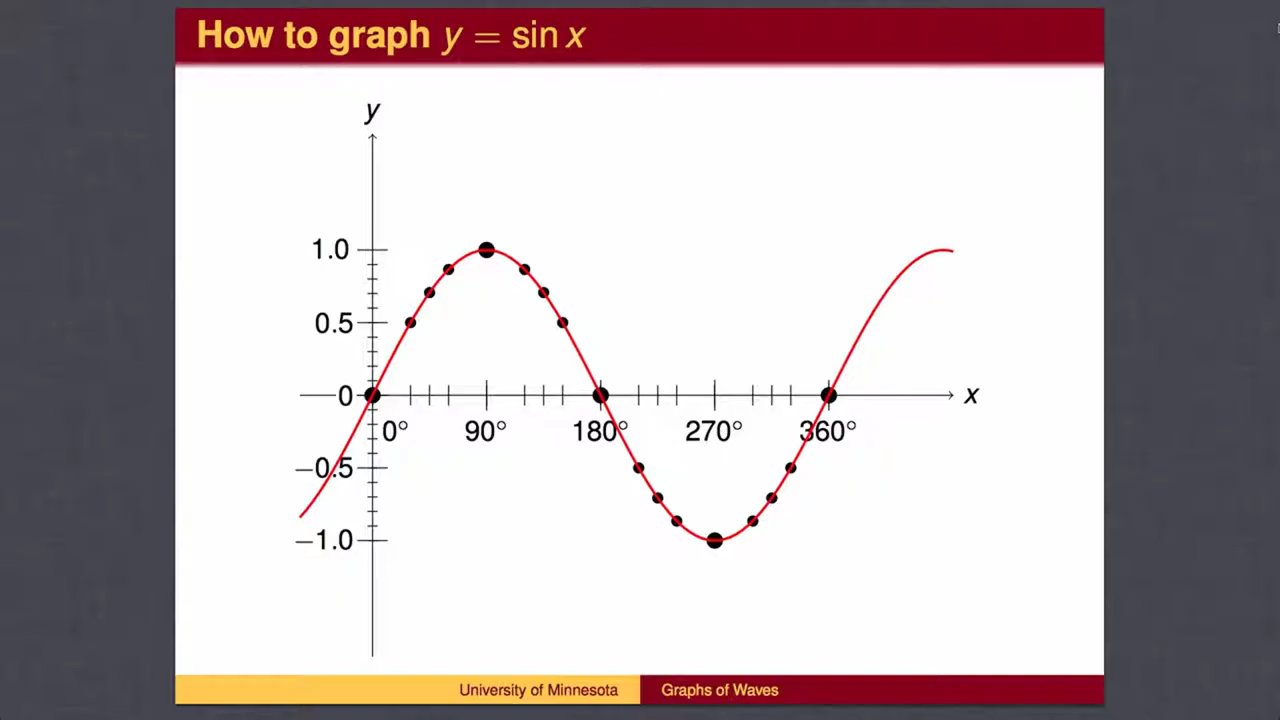 How to graph y = sin x
y
1.0
0.5
0
x
0° 90° 180° 270° 360°
−0.5
−1.0
University of Minnesota Graphs of Waves